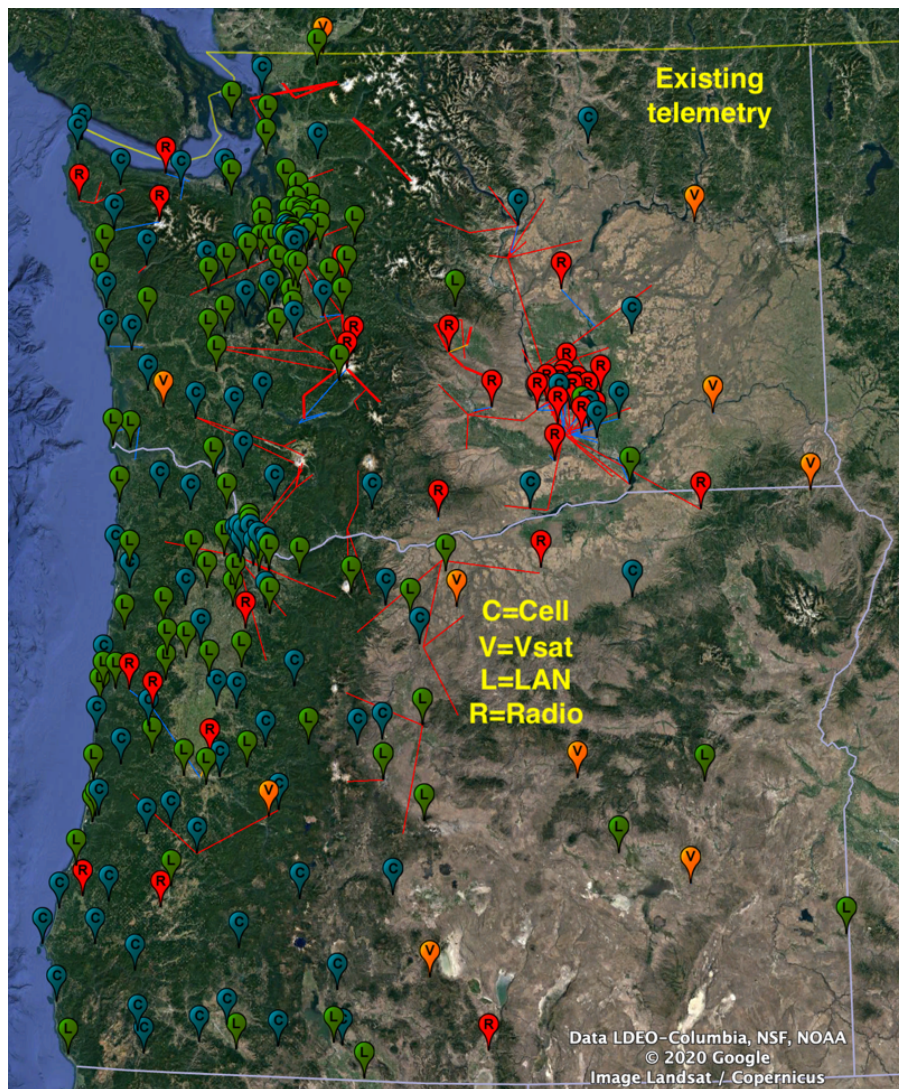 Existing
telemetry
C=Cell
V=Vsat
L=LAN
R=Radio
Data LDEO-Columbia, NSF, NOAA
© 2020 Google
Image Landsat / Copernicus